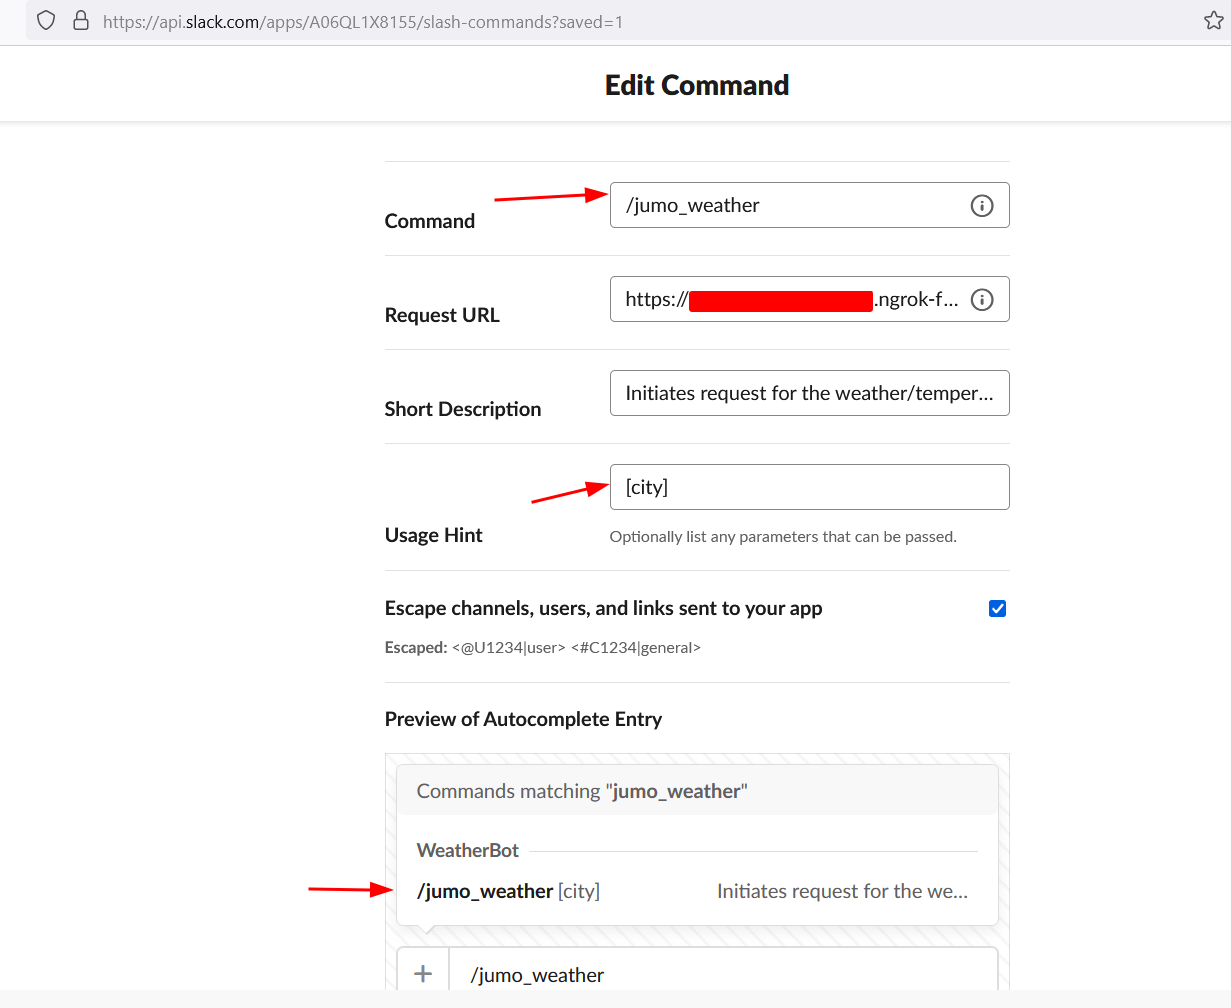 https://api.slack.com/apps/A06QL1X8155/slash-commands?saved=1
Edit Command
Command
/jumo_weather
Request URL
https:// .ngrok-f...
Short Description
Initiates request for the weather/temper...
Usage Hint
[city]
Optionally list any parameters that can be passed.
Escape channels, users, and links sent to your app
Escaped: <@U1234|user> <#C1234|general>
Preview of Autocomplete Entry
Commands matching "jumo_weather"
WeatherBot
/jumo_weather [city] Initiates request for the we...
/jumo_weather